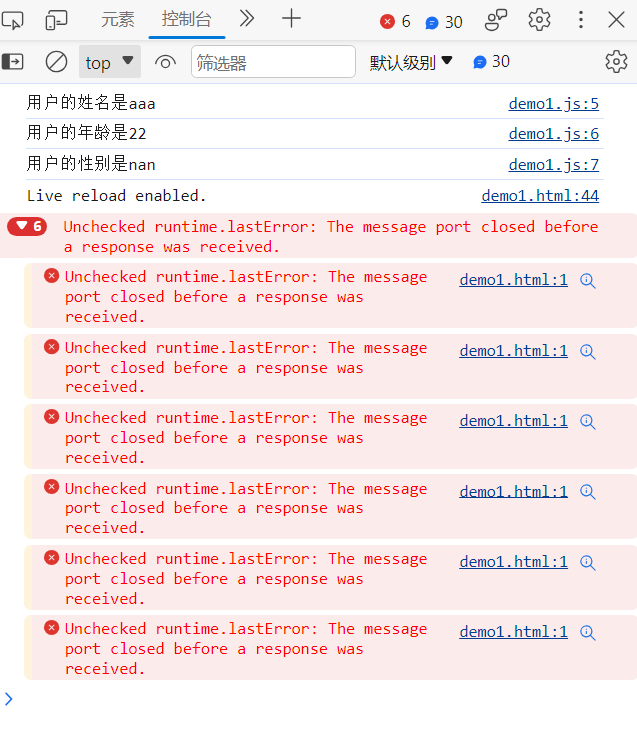 元素 控制台 6 30
top 筛选器 默认级别 30
用户的姓名是aaa demo1.js:5
用户的年龄是22 demo1.js:6
用户的性别是nan demo1.js:7
Live reload enabled. demo1.html:44
6 Unchecked runtime.lastError: The message port closed before
a response was received.
Unchecked runtime.lastError: The message demo1.html:1
port closed before a response was
received.
Unchecked runtime.lastError: The message demo1.html:1
port closed before a response was
received.
Unchecked runtime.lastError: The message demo1.html:1
port closed before a response was
received.
Unchecked runtime.lastError: The message demo1.html:1
port closed before a response was
received.
Unchecked runtime.lastError: The message demo1.html:1
port closed before a response was
received.
Unchecked runtime.lastError: The message demo1.html:1
port closed before a response was
received.